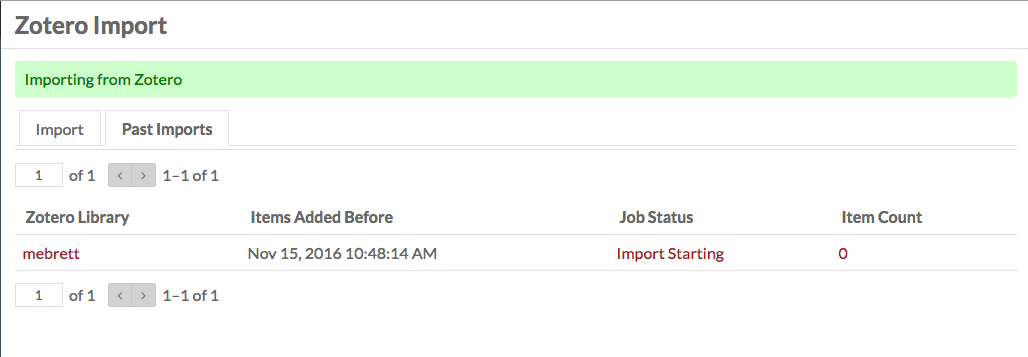 Zotero Import
Importing from Zotero
Import Past Imports
1 of 1 < > 1–1 of 1
Zotero Library Items Added Before Job Status Item Count
mebrett Nov 15, 2016 10:48:14 AM Import Starting 0
1 of 1 < > 1–1 of 1